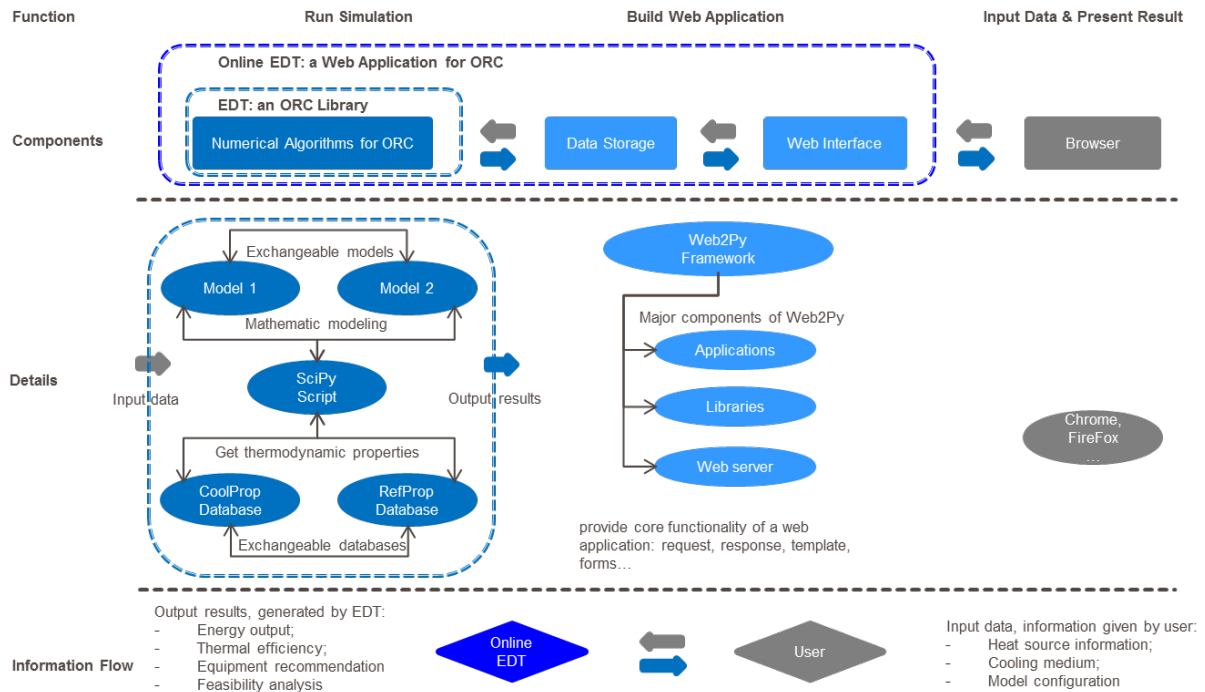 Function
Run Simulation
Build Web Application
Input Data & Present Result
Online EDT: a Web Application for ORC
EDT: an ORC Library
Components
Numerical Algorithms for ORC
Data Storage
Web Interface
Browser
Exchangeable models
Model 1
Model 2
Mathematic modeling
Details
Input data
SciPy
Script
Output results
Get thermodynamic properties
CoolProp
Database
RefProp
Database
Exchangeable databases
Web2Py
Framework
Major components of Web2Py
Applications
Libraries
Web server
provide core functionality of a web
application: request, response, template,
forms…
Chrome,
FireFox
…
Information Flow
Output results, generated by EDT:
- Energy output;
- Thermal efficiency;
- Equipment recommendation
- Feasibility analysis
Online
EDT
User
Input data, information given by user:
- Heat source information;
- Cooling medium;
- Model configuration